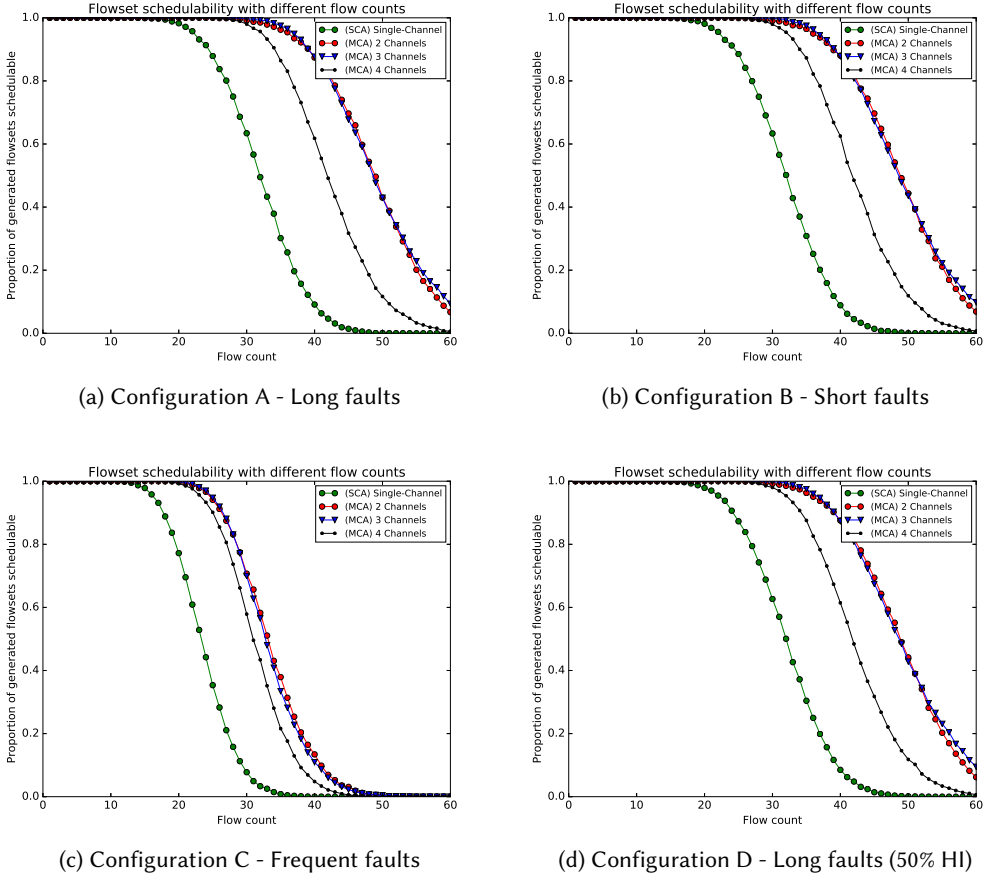 Flowset schedulability with different flow counts
Proportion of generated flowsets schedulable
1.0
0.8
0.6
0.4
0.2
0.0
(SCA) Single-Channel
(MCA) 2 Channels
(MCA) 3 Channels
(MCA) 4 Channels
0 10 20 30 40 50 60
Flow count
(a) Configuration A - Long faults
Flowset schedulability with different flow counts
Proportion of generated flowsets schedulable
1.0
0.8
0.6
0.4
0.2
0.0
(SCA) Single-Channel
(MCA) 2 Channels
(MCA) 3 Channels
(MCA) 4 Channels
0 10 20 30 40 50 60
Flow count
(b) Configuration B - Short faults
Flowset schedulability with different flow counts
Proportion of generated flowsets schedulable
1.0
0.8
0.6
0.4
0.2
0.0
(SCA) Single-Channel
(MCA) 2 Channels
(MCA) 3 Channels
(MCA) 4 Channels
0 10 20 30 40 50 60
Flow count
(c) Configuration C - Frequent faults
Flowset schedulability with different flow counts
Proportion of generated flowsets schedulable
1.0
0.8
0.6
0.4
0.2
0.0
(SCA) Single-Channel
(MCA) 2 Channels
(MCA) 3 Channels
(MCA) 4 Channels
0 10 20 30 40 50 60
Flow count
(d) Configuration D - Long faults (50% HI)